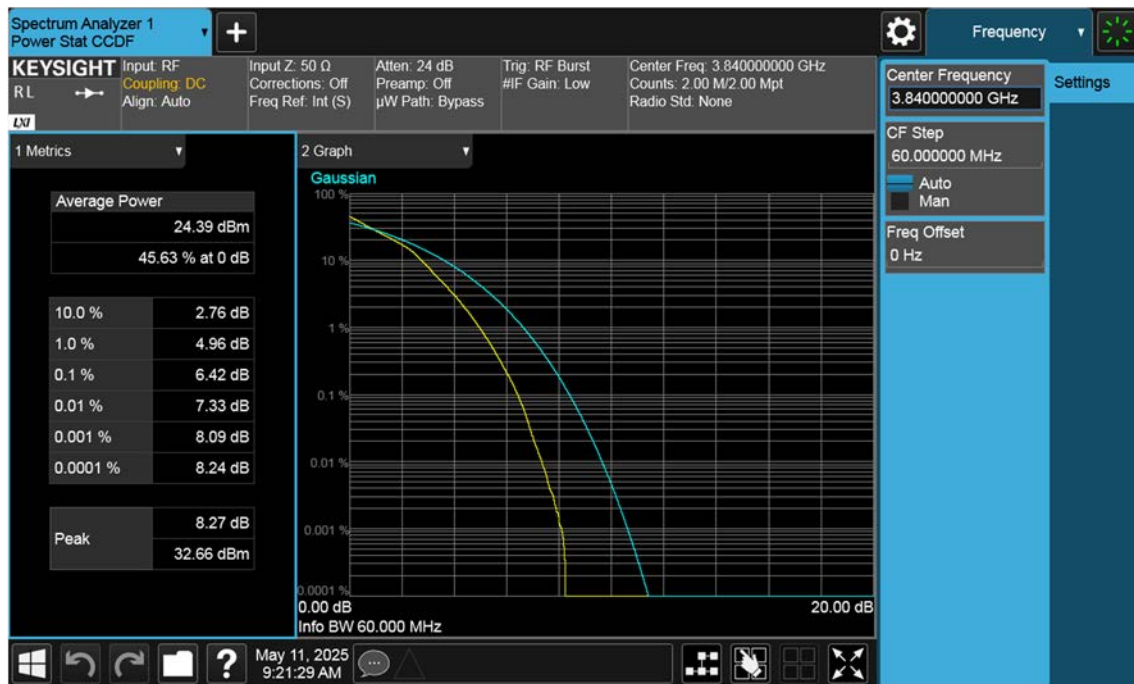 Spectrum Analyzer 1
Power Stat CCDF
Frequency
KEYSIGHT
R L
LXI
Input: RF
Coupling: DC
Align: Auto
Input Z: 50 Ω
Corrections: Off
Freq Ref: Int (S)
Atten: 24 dB
Preamp: Off
µW Path: Bypass
Trig: RF Burst
#IF Gain: Low
Center Freq: 3.840000000 GHz
Counts: 2.00 M/2.00 Mpt
Radio Std: None
Center Frequency
3.840000000 GHz
Settings
CF Step
60.000000 MHz
Auto
Man
Freq Offset
0 Hz
1 Metrics
Average Power
24.39 dBm
45.63 % at 0 dB
10.0 % 2.76 dB
1.0 % 4.96 dB
0.1 % 6.42 dB
0.01 % 7.33 dB
0.001 % 8.09 dB
0.0001 % 8.24 dB
Peak
8.27 dB
32.66 dBm
2 Graph
Gaussian
100 %
10 %
1 %
0.1 %
0.01 %
0.001 %
0.0001 %
0.00 dB 20.00 dB
Info BW 60.000 MHz
?
May 11, 2025
9:21:29 AM